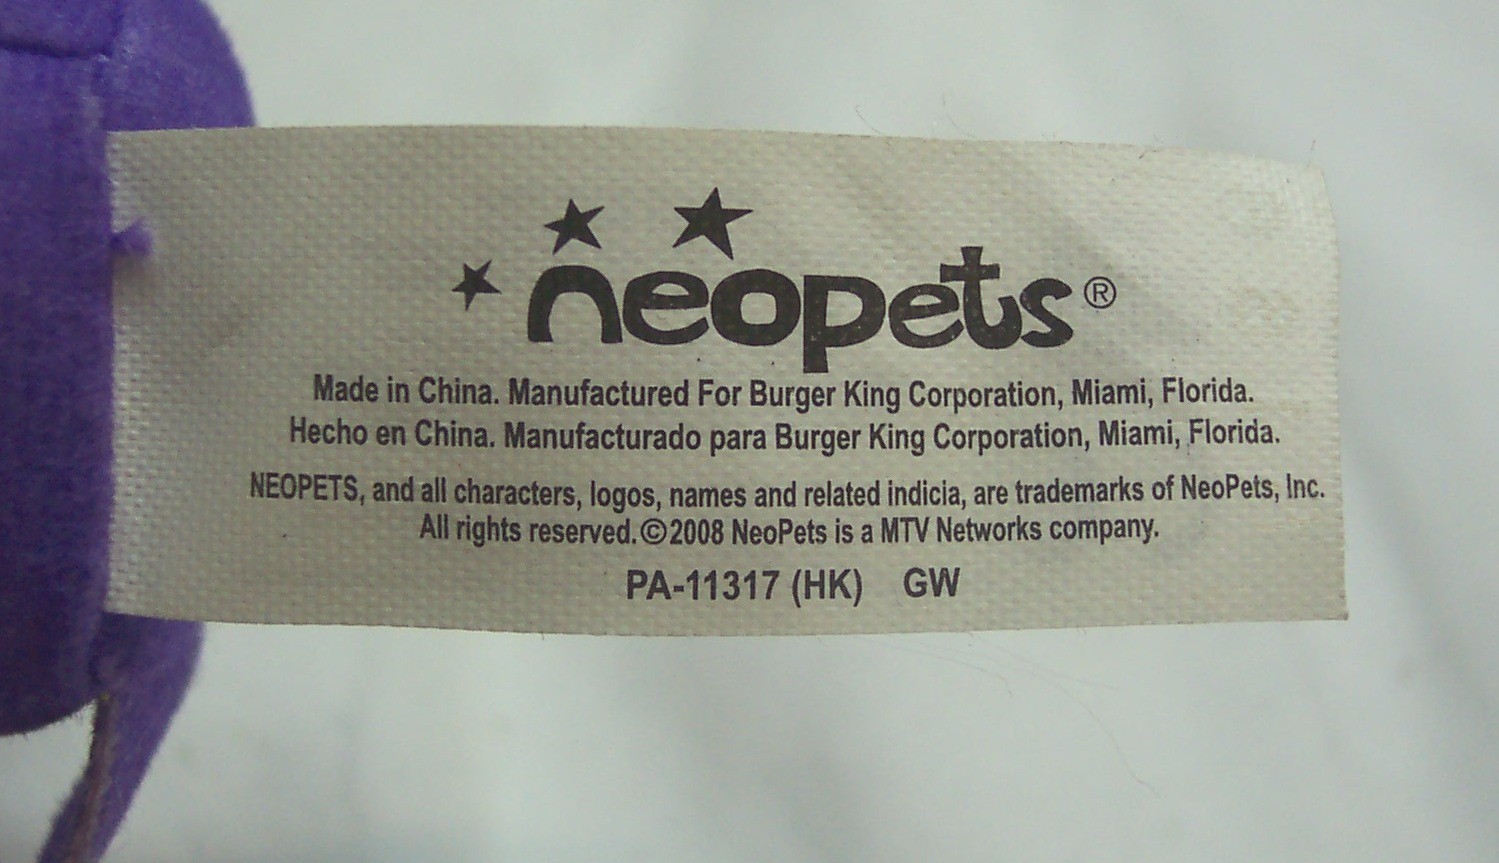 neopets®
Made in China. Manufactured For Burger King Corporation, Miami, Florida.
Hecho en China. Manufacturado para Burger King Corporation, Miami, Florida.
NEOPETS, and all characters, logos, names and related indicia, are trademarks of NeoPets, Inc.
All rights reserved.©2008 NeoPets is a MTV Networks company.
PA-11317 (HK) GW